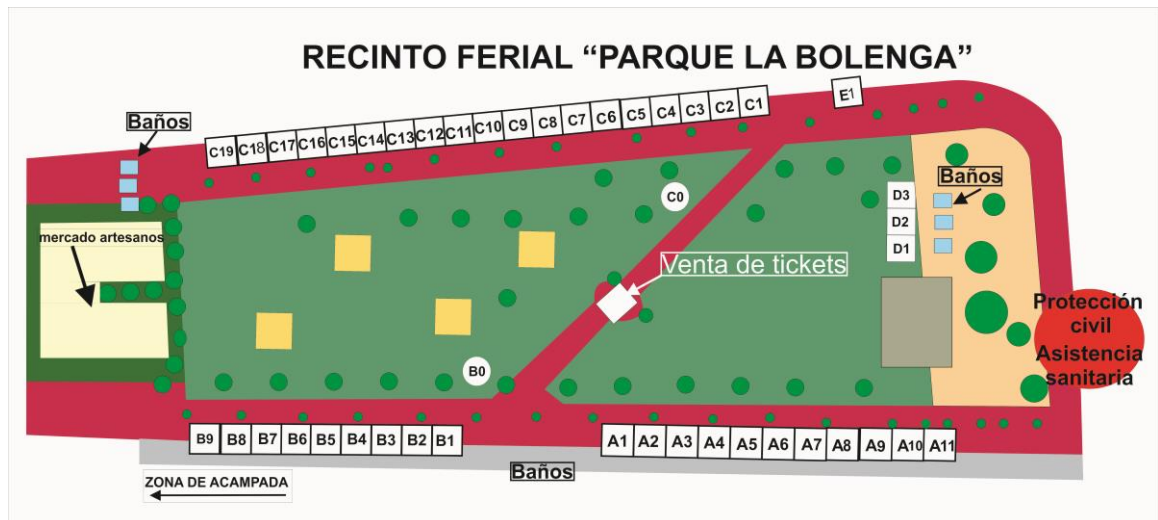 RECINTO FERIAL “PARQUE LA BOLENGA”
Baños
C19 C18 C17 C16 C15 C14 C13 C12 C11 C10 C9 C8 C7 C6 C5 C4 C3 C2 C1
E1
C0
D3
D2
D1
Baños
mercado artesanos
Venta de tickets
Protección
civil
Asistencia
sanitaria
B0
B9 B8 B7 B6 B5 B4 B3 B2 B1
A1 A2 A3 A4 A5 A6 A7 A8 A9 A10 A11
Baños
ZONA DE ACAMPADA